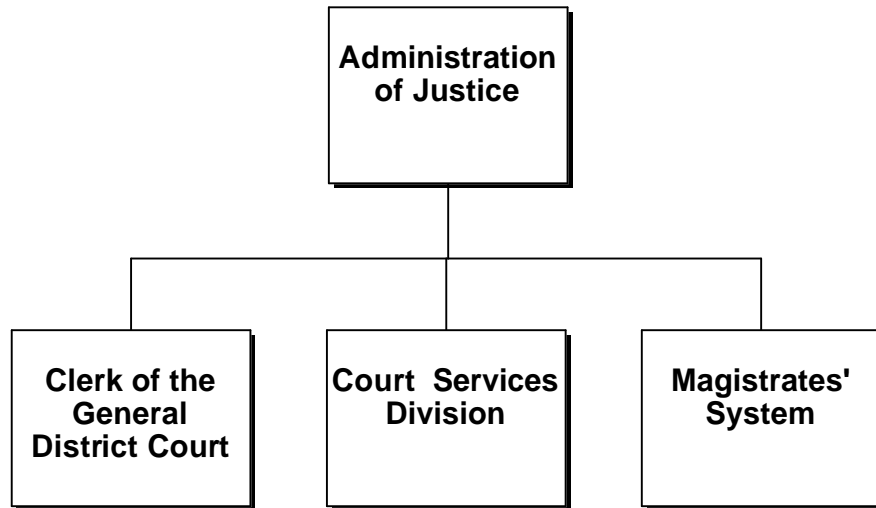 Administration
of Justice
Clerk of the
General
District Court
Court Services
Division
Magistrates'
System